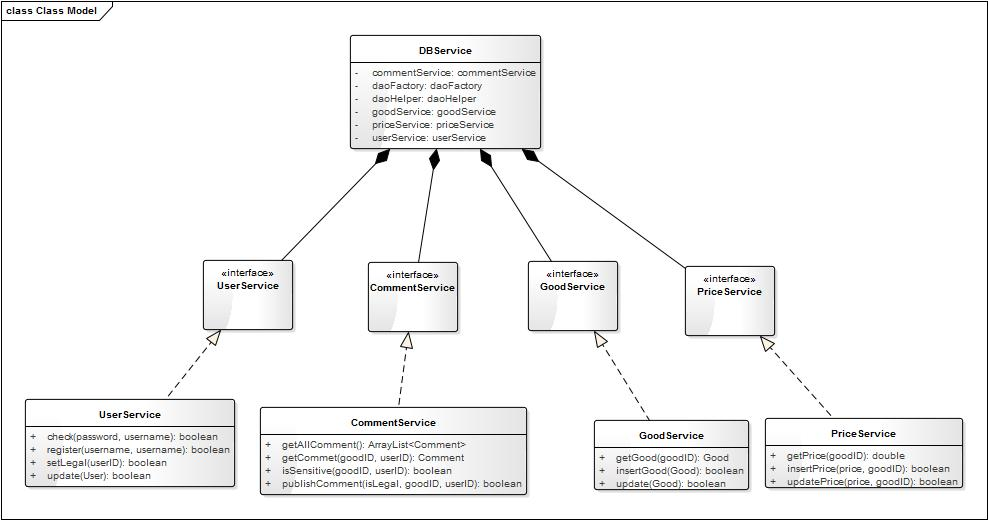 class Class Model
DBService
- commentService: commentService
- daoFactory: daoFactory
- daoHelper: daoHelper
- goodService: goodService
- priceService: priceService
- userService: userService
«interface»
UserService
«interface»
CommentService
«interface»
GoodService
«interface»
PriceService
UserService
+ check(password, username): boolean
+ register(username, username): boolean
+ setLegal(userID): boolean
+ update(User): boolean
CommentService
+ getAllComment(): ArrayList<Comment>
+ getCommet(goodID, userID): Comment
+ isSensitive(goodID, userID): boolean
+ publishComment(isLegal, goodID, userID): boolean
GoodService
+ getGood(goodID): Good
+ insertGood(Good): boolean
+ update(Good): boolean
PriceService
+ getPrice(goodID): double
+ insertPrice(price, goodID): boolean
+ updatePrice(price, goodID): boolean